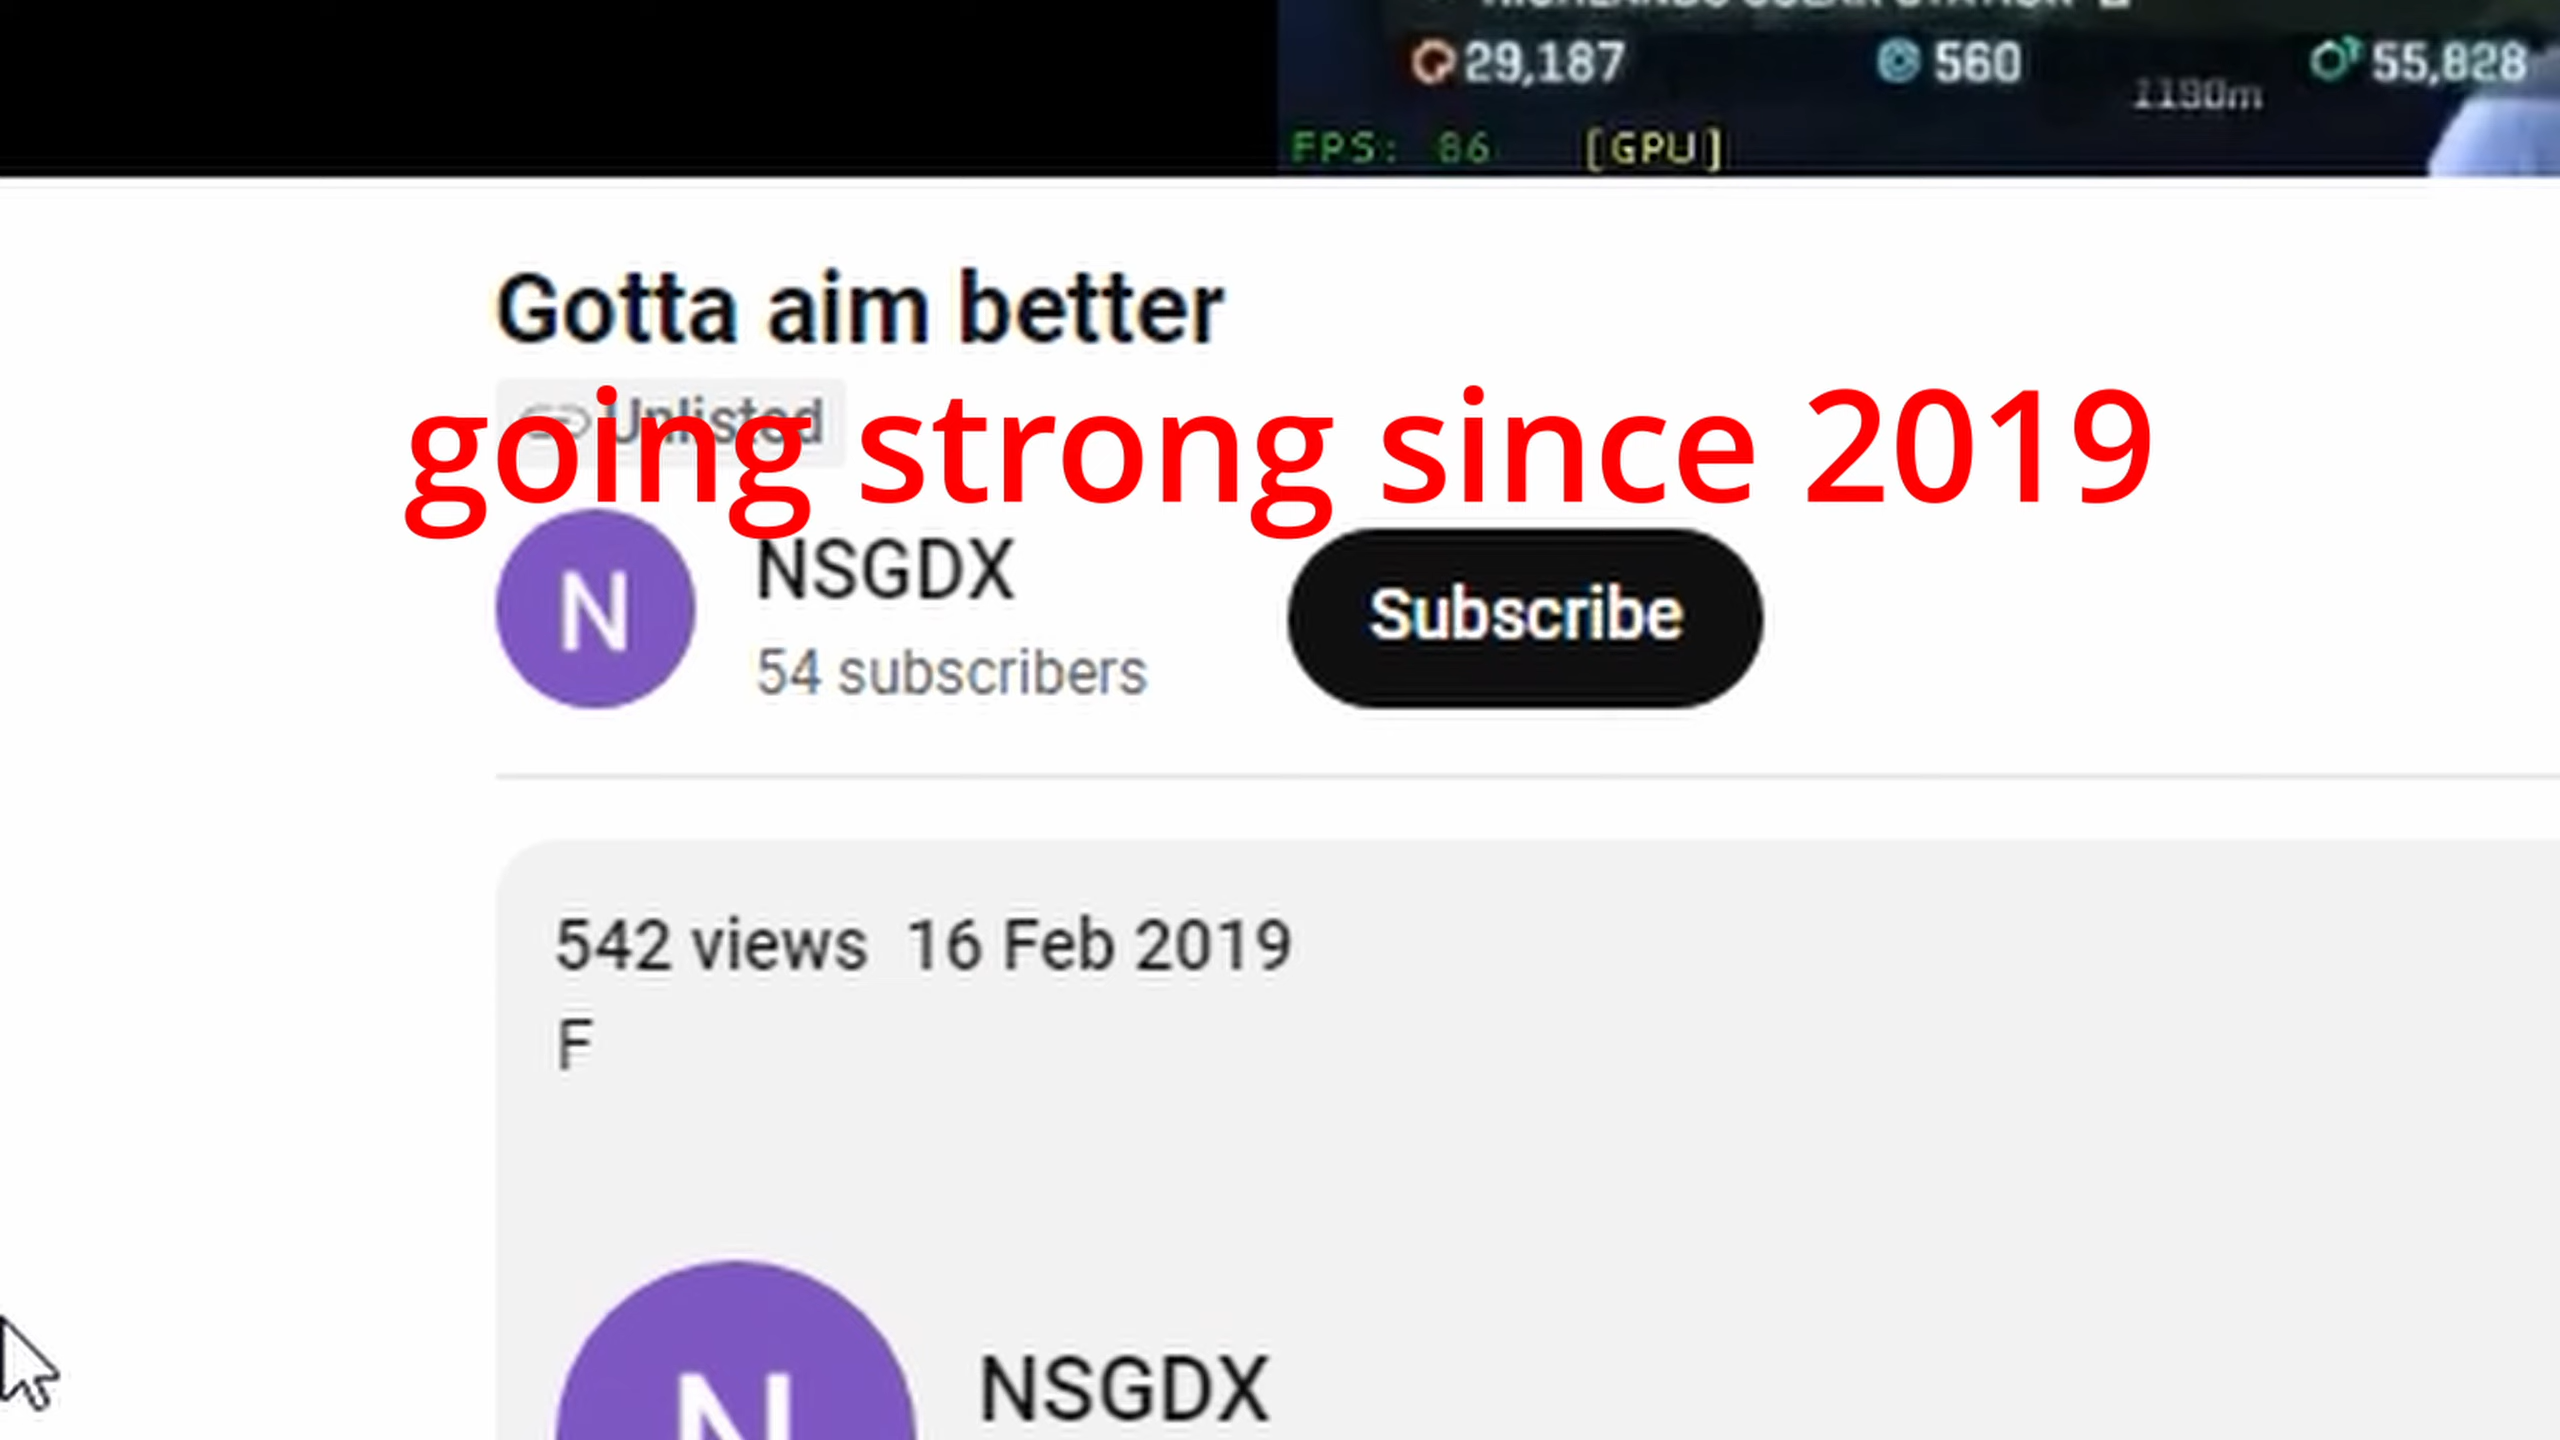 29,187 560 55,828
1190m
FPS: 86 [GPU]
Gotta aim better
Unlisted
going strong since 2019
N NSGDX
54 subscribers
Subscribe
542 views 16 Feb 2019
F
N NSGDX